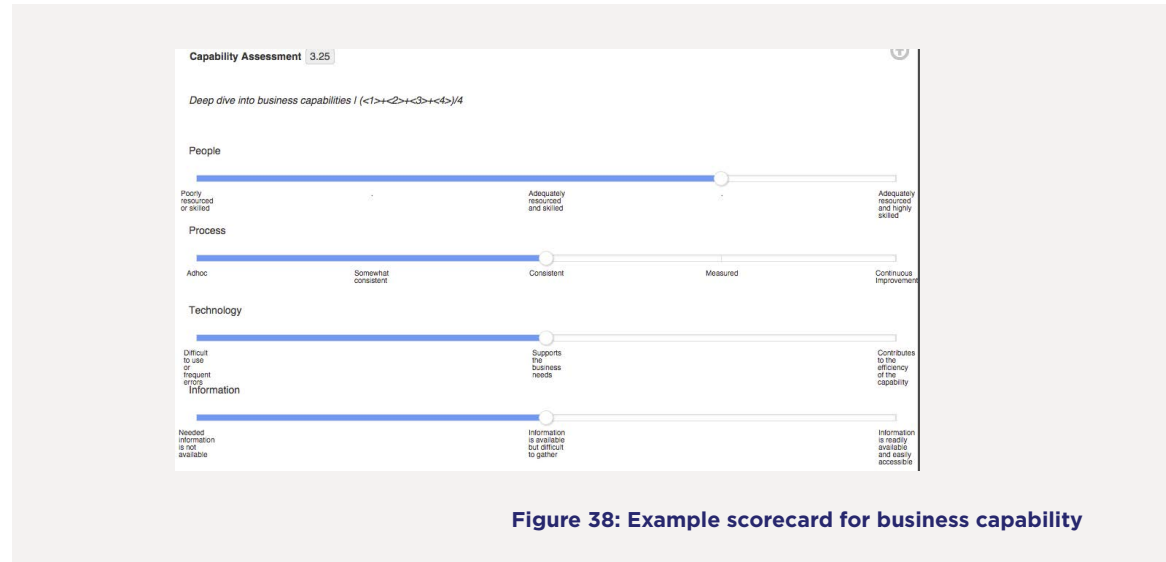 Capability Assessment 3.25
Deep dive into business capabilities / (<1>+<2>+<3>+<4>)/4
People
Poorly
resourced
or skilled
-
Adequately
resourced
and skilled
-
Adequately
resourced
and highly
skilled
Process
Adhoc
Somewhat
consistent
Consistent
Measured
Continuous
Improvement
Technology
Difficult
to use
or
frequent
errors
Supports
the
business
needs
Contributes
to the
efficiency
of the
capability
Information
Needed
information
is not
available
Information
is available
but difficult
to gather
Information
is readily
available
and easily
accessible
Figure 38: Example scorecard for business capability